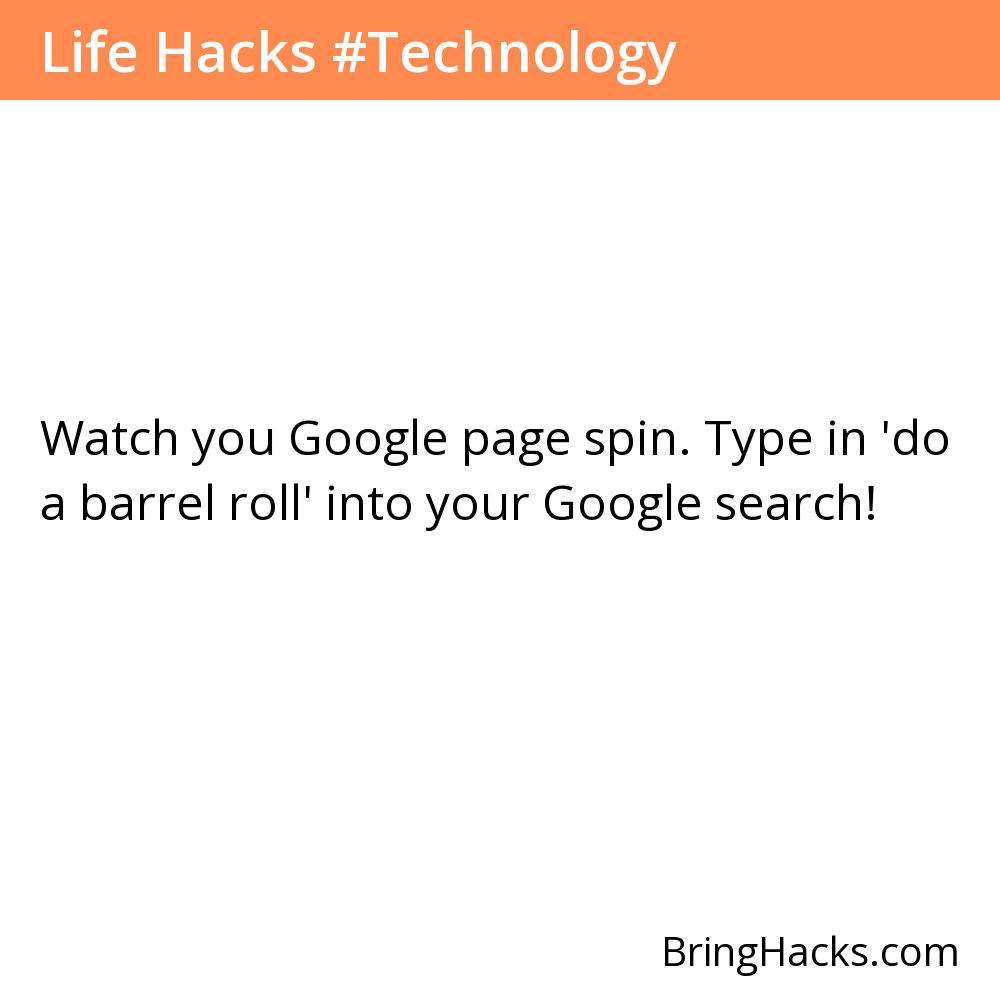 Life Hacks #Technology
Watch you Google page spin. Type in 'do
a barrel roll' into your Google search!
BringHacks.com